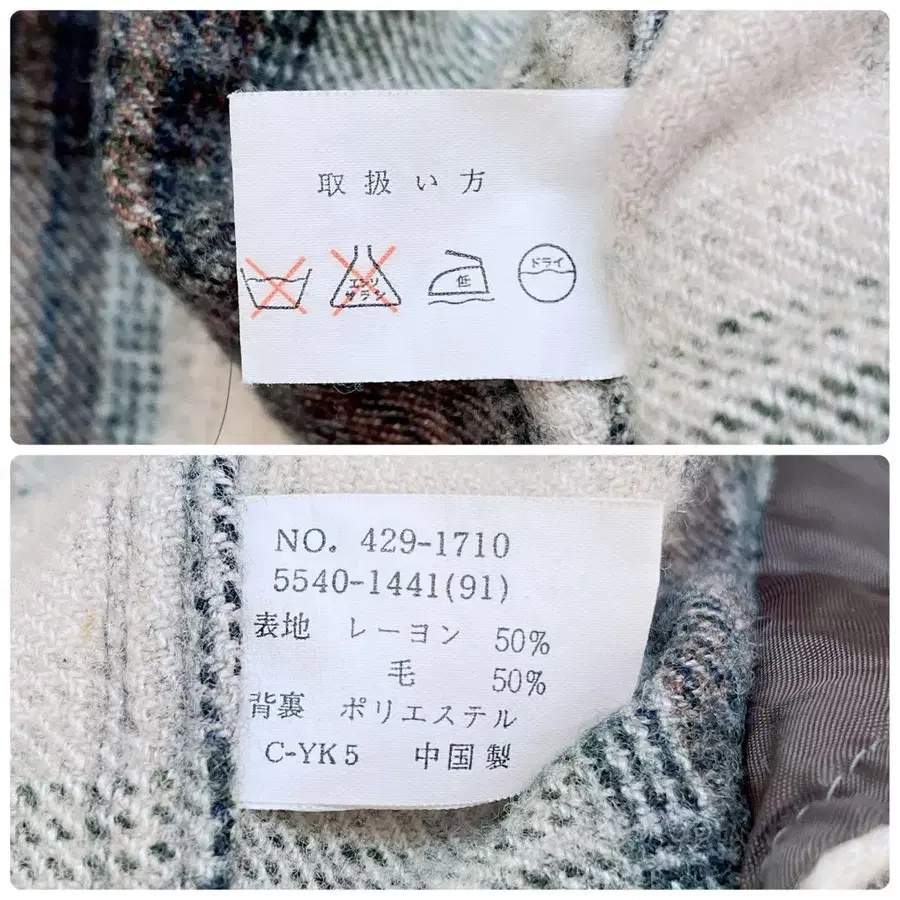 取扱い方
エンソ
サラシ
低
ドライ
NO. 429-1710
5540-1441(91)
表地 レーヨン 50%
毛 50%
背裏 ポリエステル
C-YK5 中国製